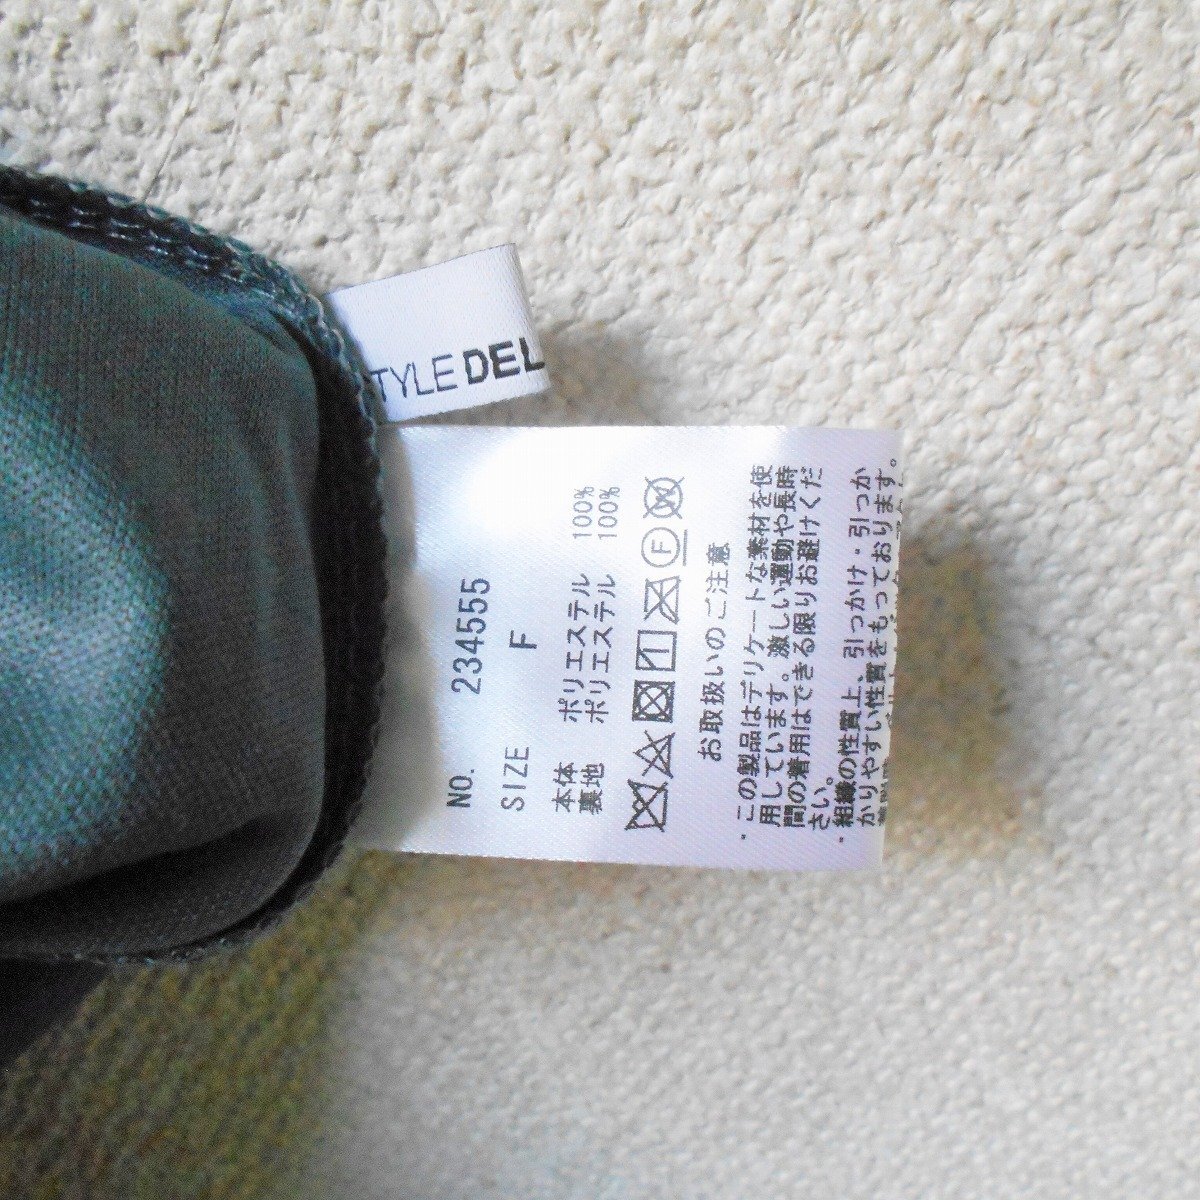 TYLE DEL
NO. 234555
SIZE F
本体 ポリエステル 100%
裏地 ポリエステル 100%
F
お取扱いのご注意
・この製品はデリケートな素材を使
用しています。激しい運動や長時
間の着用はできる限りお避けくだ
さい。
・組織の性質上、引っかけ・引っか
かりやすい性質をもっております。